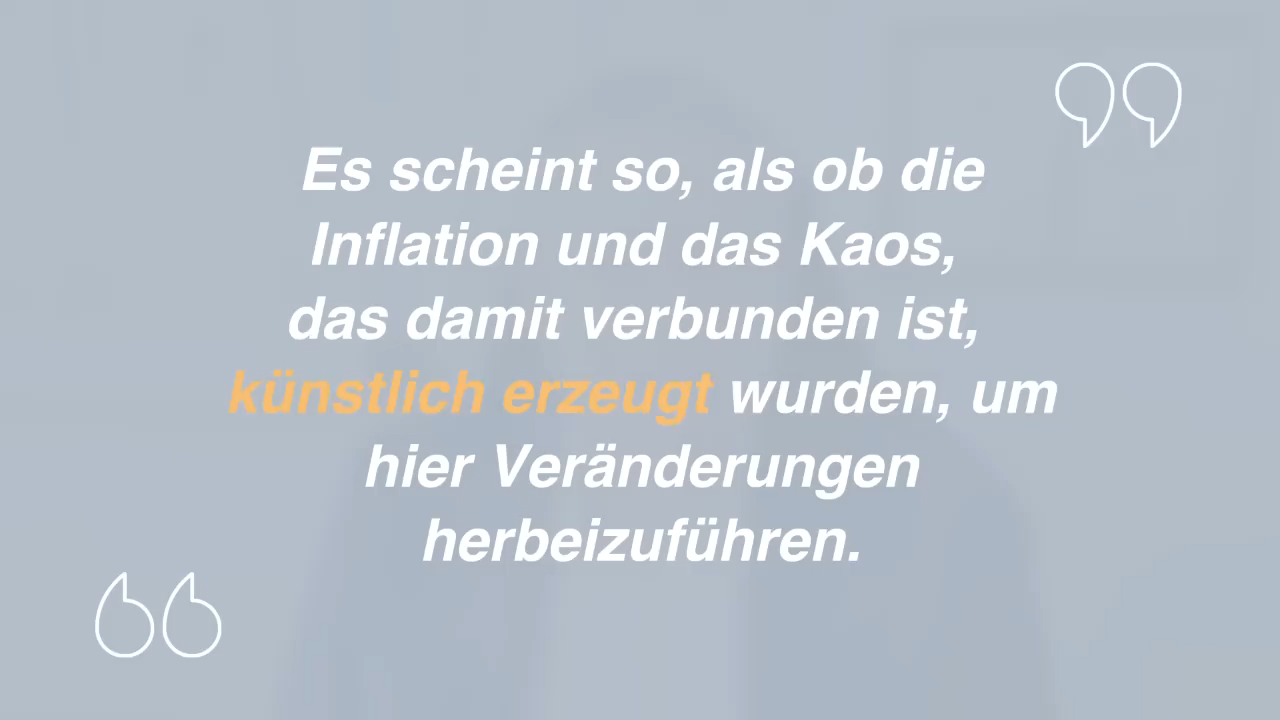 Es scheint so, als ob die
Inflation und das Kaos,
das damit verbunden ist,
künstlich erzeugt wurden, um
hier Veränderungen
herbeizuführen.